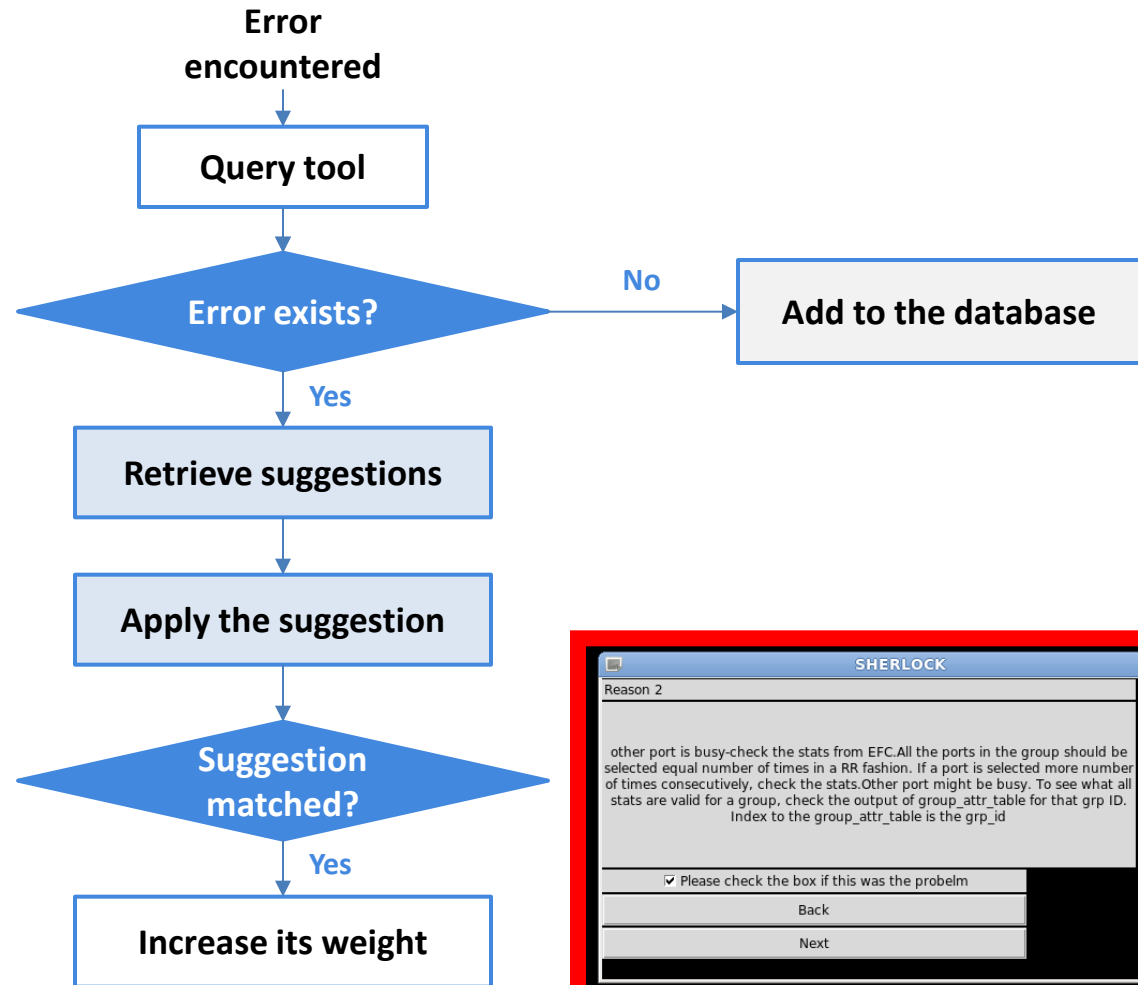 Error
encountered
Query tool
Error exists?
No
Add to the database
Yes
Retrieve suggestions
Apply the suggestion
Suggestion
matched?
Yes
Increase its weight
SHERLOCK
Reason 2
other port is busy-check the stats from EFC.All the ports in the group should be
selected equal number of times in a RR fashion. If a port is selected more number
of times consecutively, check the stats.Other port might be busy. To see what all
stats are valid for a group, check the output of group_attr_table for that grp ID.
Index to the group_attr_table is the grp_id
Please check the box if this was the probelm
Back
Next